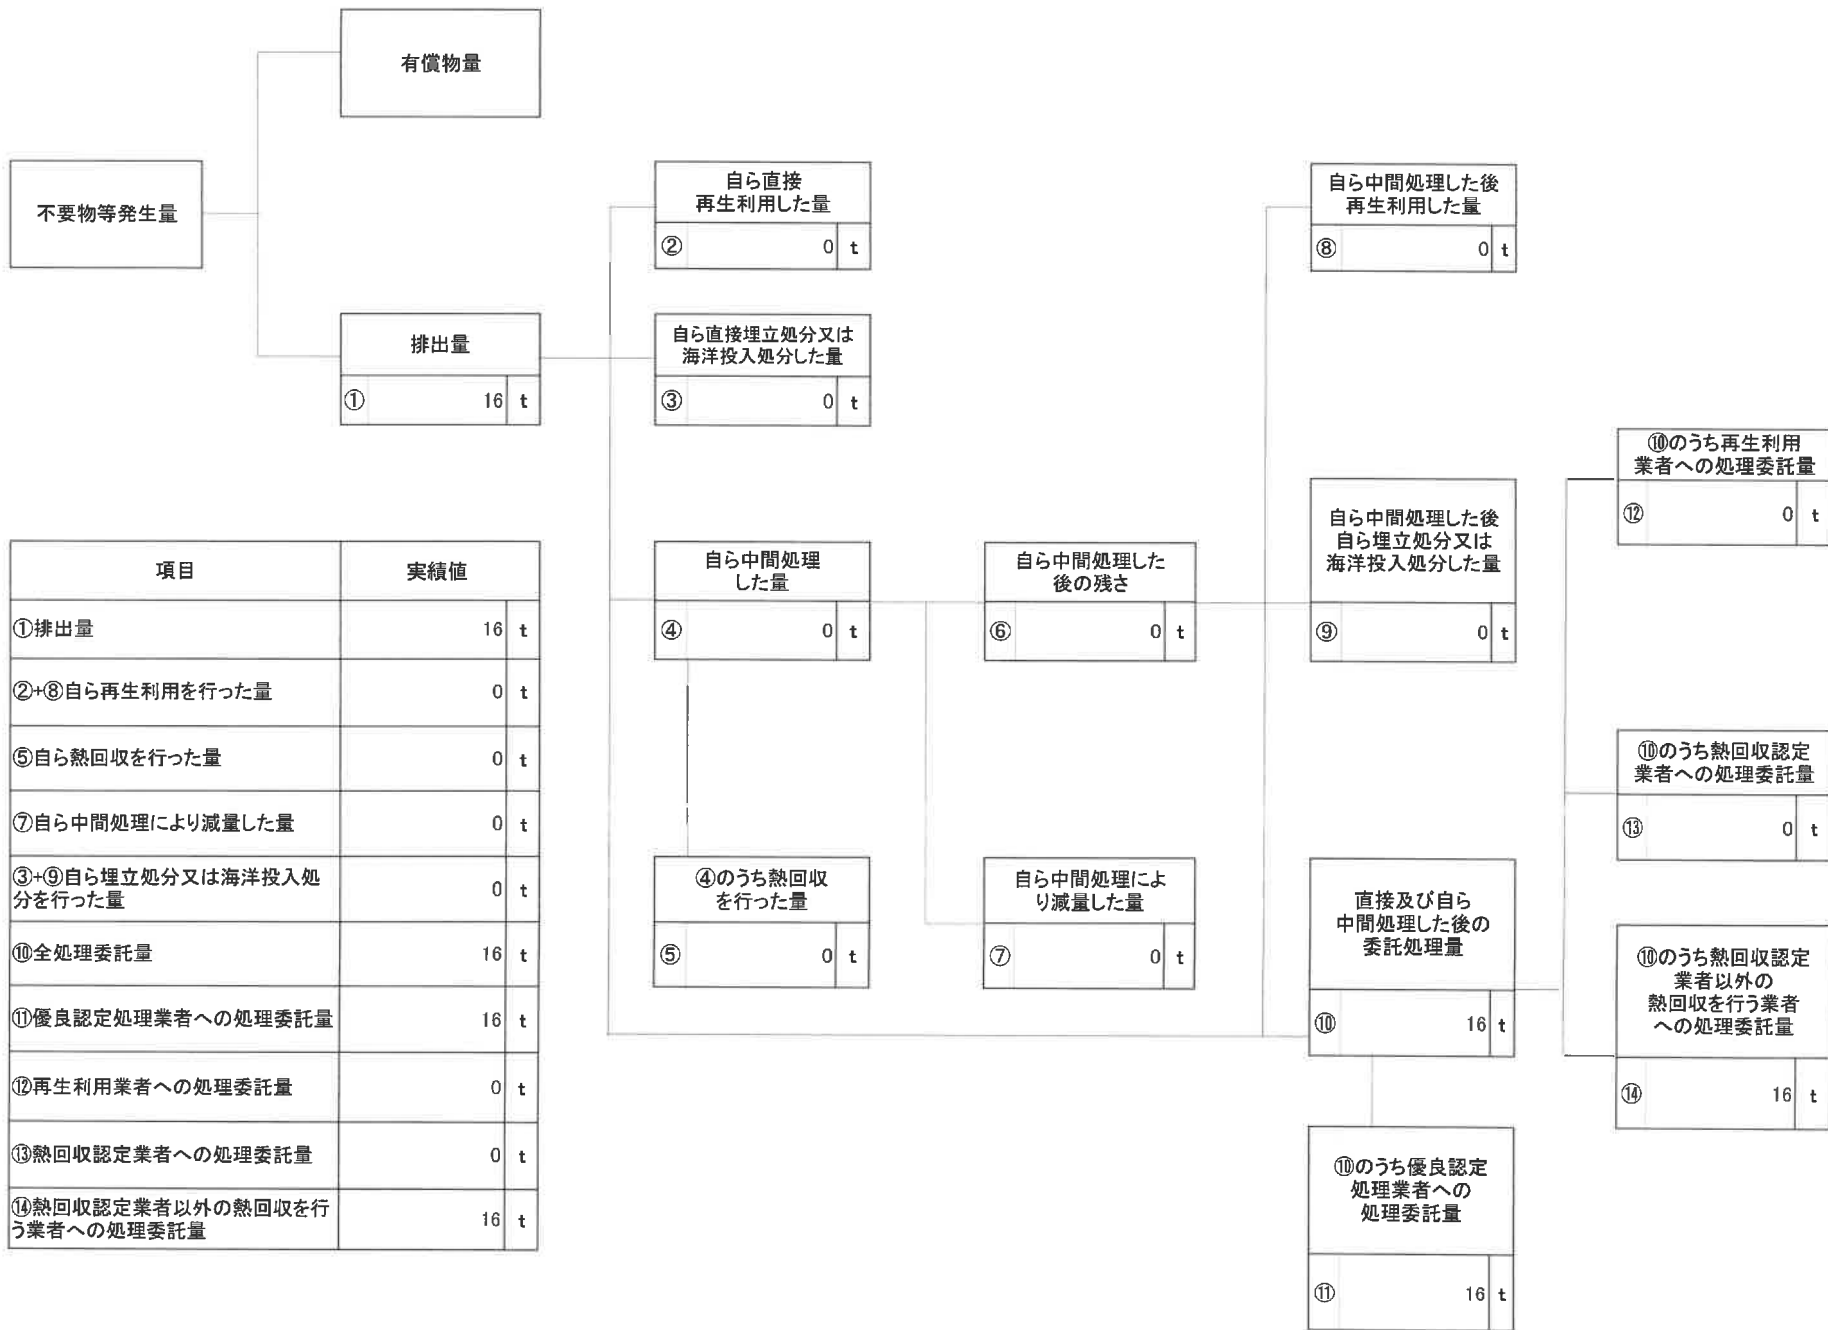 有償物量
不要物等発生量
排出量
① 16 t
自ら直接
再生利用した量
② 0 t
自ら直接埋立処分又は
海洋投入処分した量
③ 0 t
自ら中間処理
した量
④ 0 t
④のうち熱回収
を行った量
⑤ 0 t
自ら中間処理した
後の残さ
⑥ 0 t
自ら中間処理によ
り減量した量
⑦ 0 t
自ら中間処理した後
再生利用した量
⑧ 0 t
自ら中間処理した後
自ら埋立処分又は
海洋投入処分した量
⑨ 0 t
直接及び自ら
中間処理した後の
委託処理量
⑩ 16 t
⑩のうち優良認定
処理業者への
処理委託量
⑪ 16 t
⑩のうち再生利用
業者への処理委託量
⑫ 0 t
⑩のうち熱回収認定
業者への処理委託量
⑬ 0 t
⑩のうち熱回収認定
業者以外の
熱回収を行う業者
への処理委託量
⑭ 16 t
項目 実績値
①排出量 16 t
②+⑧自ら再生利用を行った量 0 t
⑤自ら熱回収を行った量 0 t
⑦自ら中間処理により減量した量 0 t
③+⑨自ら埋立処分又は海洋投入処
分を行った量 0 t
⑩全処理委託量 16 t
⑪優良認定処理業者への処理委託量 16 t
⑫再生利用業者への処理委託量 0 t
⑬熱回収認定業者への処理委託量 0 t
⑭熱回収認定業者以外の熱回収を行
う業者への処理委託量 16 t